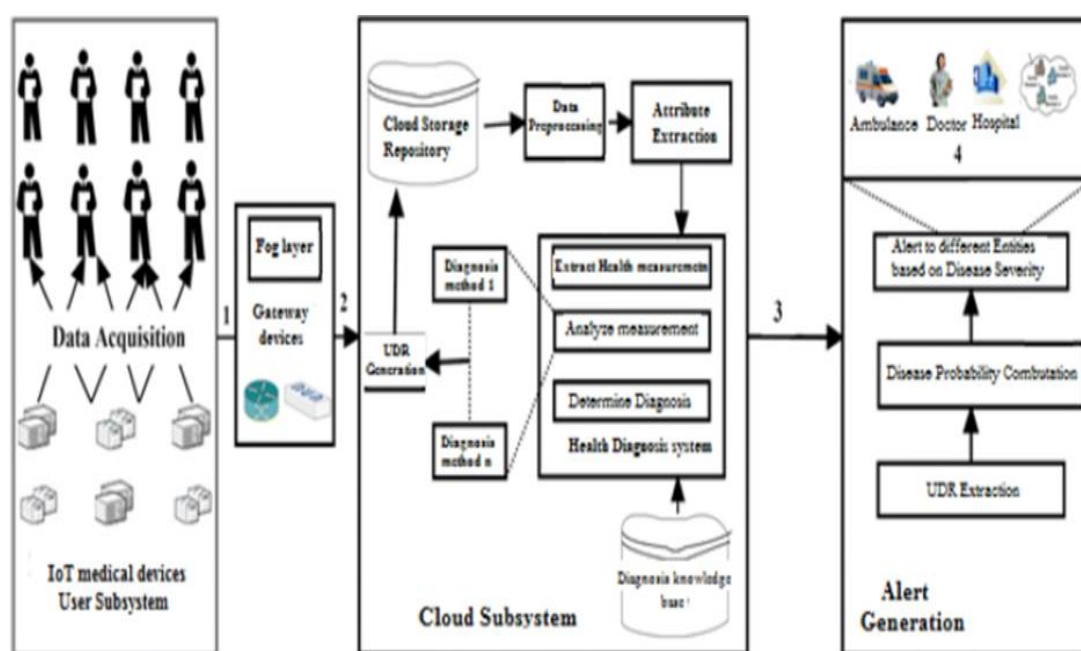 Data Acquisition
IoT medical devices
User Subsystem
1
Fog layer
Gateway
devices
2
Cloud Storage
Repository
Data
Preprocessing
Attribute
Extraction
Diagnosis
method 1
UDR
Generation
Diagnosis
method n
Extract Health measurement
Analyze measurement
Determine Diagnosis
Health Diagnosis system
Diagnosis knowledge
Cloud Subsystem
3
Ambulance
Doctor
Hospital
4
Alert to different Entities
based on Disease Severity
Disease Probability Combutation
UDR Extraction
Alert
Generation